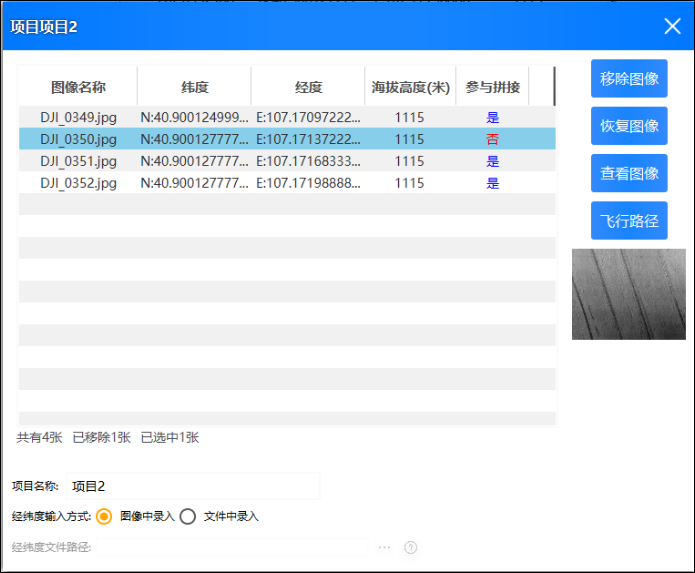 项目项目2
图像名称 纬度 经度 海拔高度(米) 参与拼接
DJI_0349.jpg N:40.900124999... E:107.17097222... 1115 是
DJI_0350.jpg N:40.900127777... E:107.17137222... 1115 否
DJI_0351.jpg N:40.900127777... E:107.17168333... 1115 是
DJI_0352.jpg N:40.900127777... E:107.17198888... 1115 是
移除图像
恢复图像
查看图像
飞行路径
共有4张 已移除1张 已选中1张
项目名称: 项目2
经纬度输入方式: 图像中录入 文件中录入
经纬度文件路径: ... ?